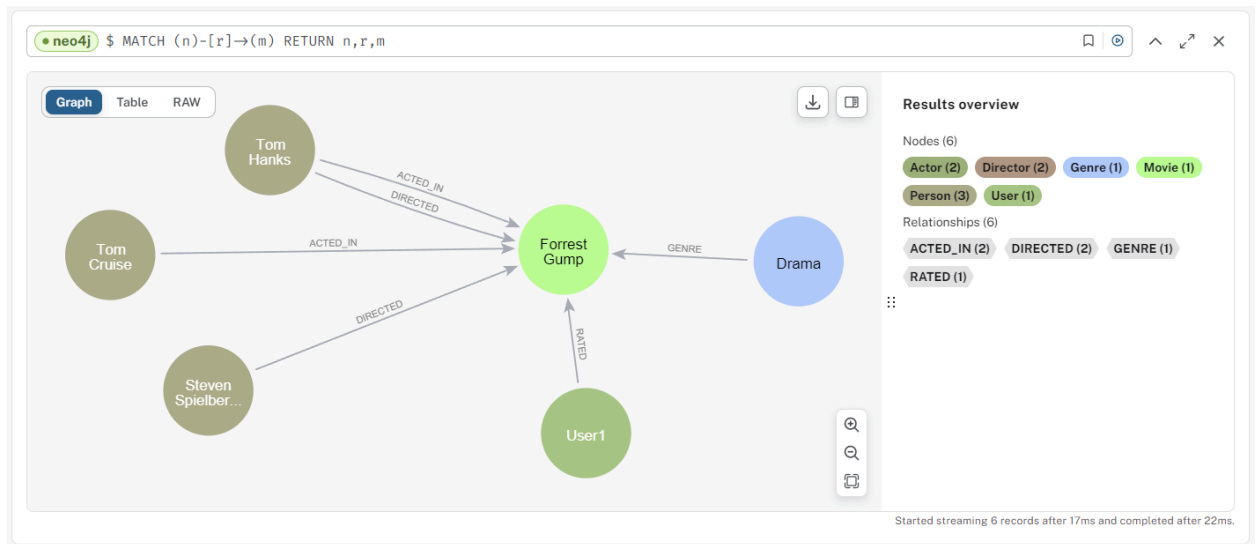 neo4j $ MATCH (n)-[r]→(m) RETURN n,r,m
Graph Table RAW
Results overview
Nodes (6)
Actor (2) Director (2) Genre (1) Movie (1)
Person (3) User (1)
Relationships (6)
ACTED_IN (2) DIRECTED (2) GENRE (1)
RATED (1)
Tom
Hanks
ACTED_IN
DIRECTED
Tom
Cruise
ACTED_IN
Forrest
Gump
GENRE
Drama
DIRECTED
RATED
Steven
Spielber...
User1
Started streaming 6 records after 17ms and completed after 22ms.